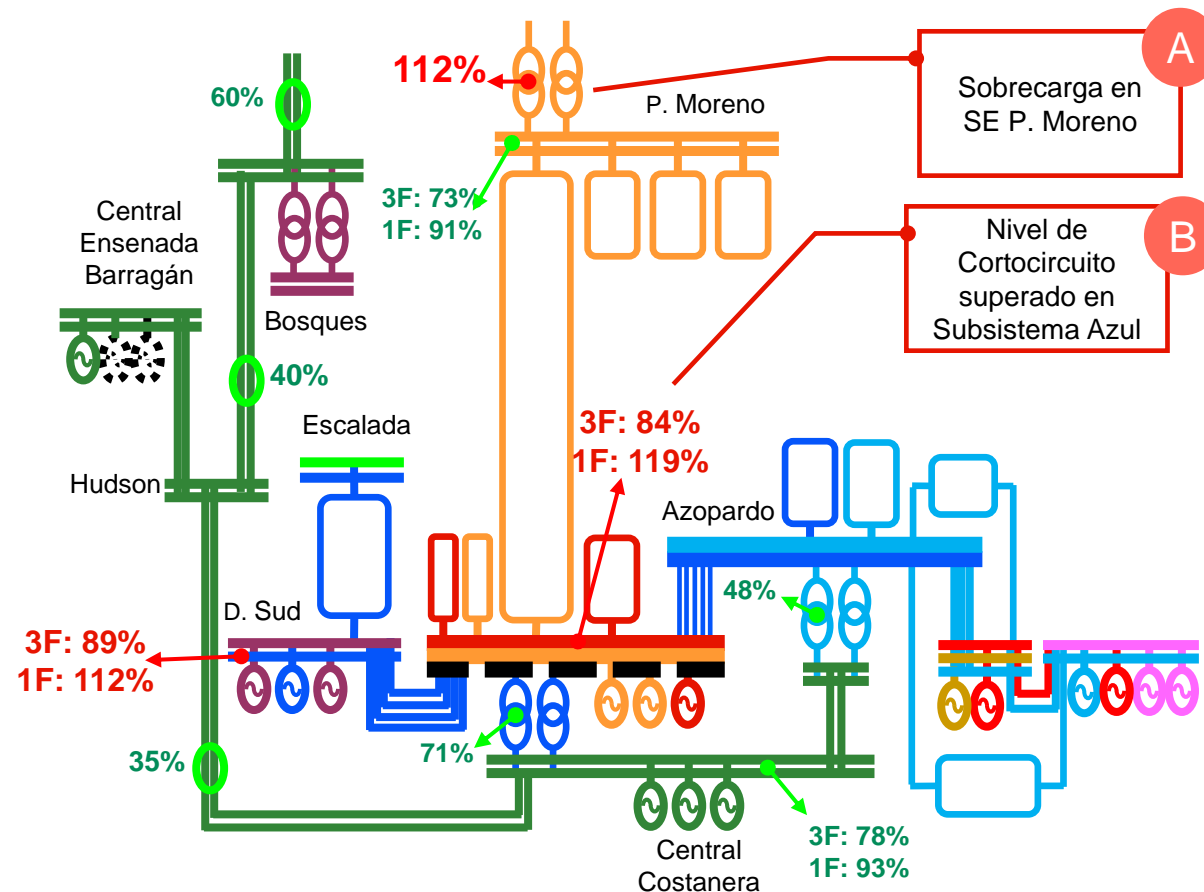 A
112%
Sobrecarga en
SE P. Moreno
60%
P. Moreno
3F: 73%
1F: 91%
Central
Ensenada
Barragán
B
Nivel de
Cortocircuito
superado en
Subsistema Azul
Bosques
40%
Escalada
3F: 84%
1F: 119%
Hudson
Azopardo
48%
D. Sud
3F: 89%
1F: 112%
71%
35%
3F: 78%
1F: 93%
Central
Costanera